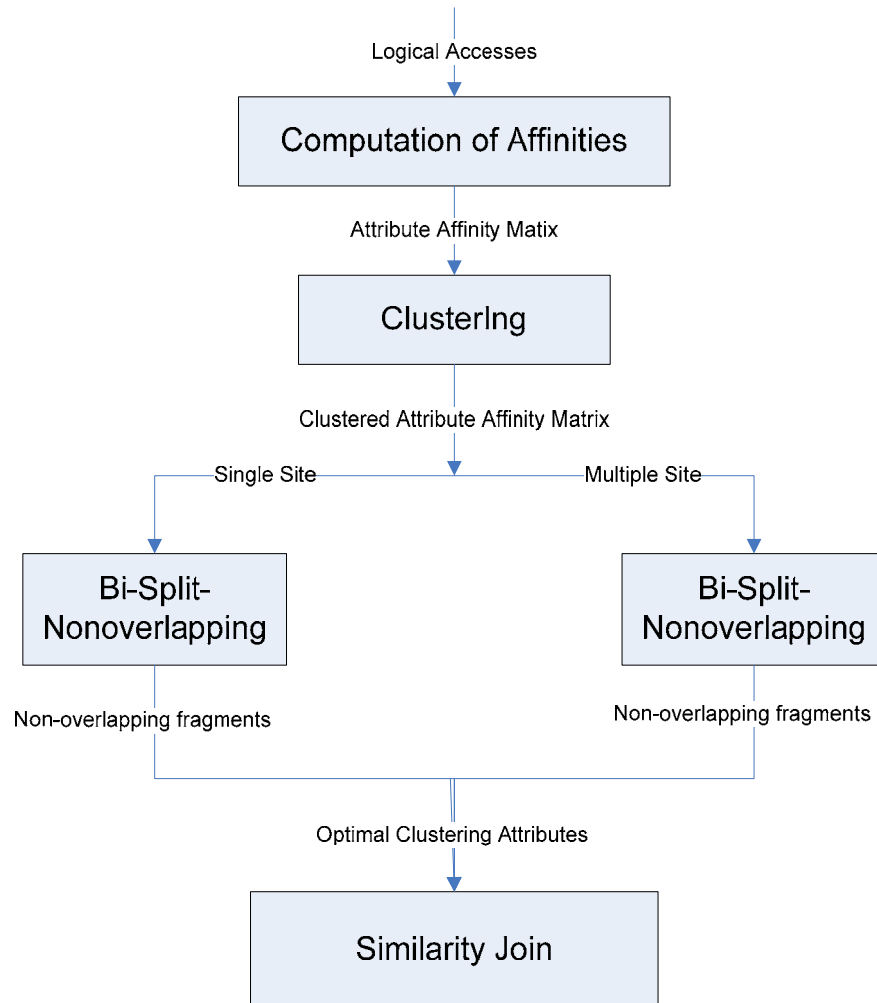 Logical Accesses
Computation of Affinities
Attribute Affinity Matix
ClusterIng
Clustered Attribute Affinity Matrix
Single Site
Multiple Site
Bi-Split-
Nonoverlapping
Bi-Split-
Nonoverlapping
Non-overlapping fragments
Non-overlapping fragments
Optimal Clustering Attributes
Similarity Join